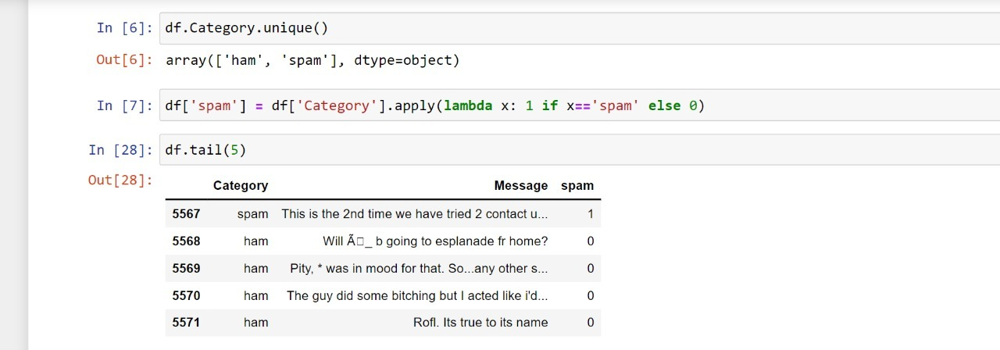 In [6]: df.Category.unique()
Out[6]: array(['ham', 'spam'], dtype=object)
In [7]: df['spam'] = df['Category'].apply(lambda x: 1 if x=='spam' else 0)
In [28]: df.tail(5)
Out[28]:
Category Message spam
5567 spam This is the 2nd time we have tried 2 contact u... 1
5568 ham Will Ã□_ b going to esplanade fr home? 0
5569 ham Pity, * was in mood for that. So...any other s... 0
5570 ham The guy did some bitching but I acted like i'd... 0
5571 ham Rofl. Its true to its name 0